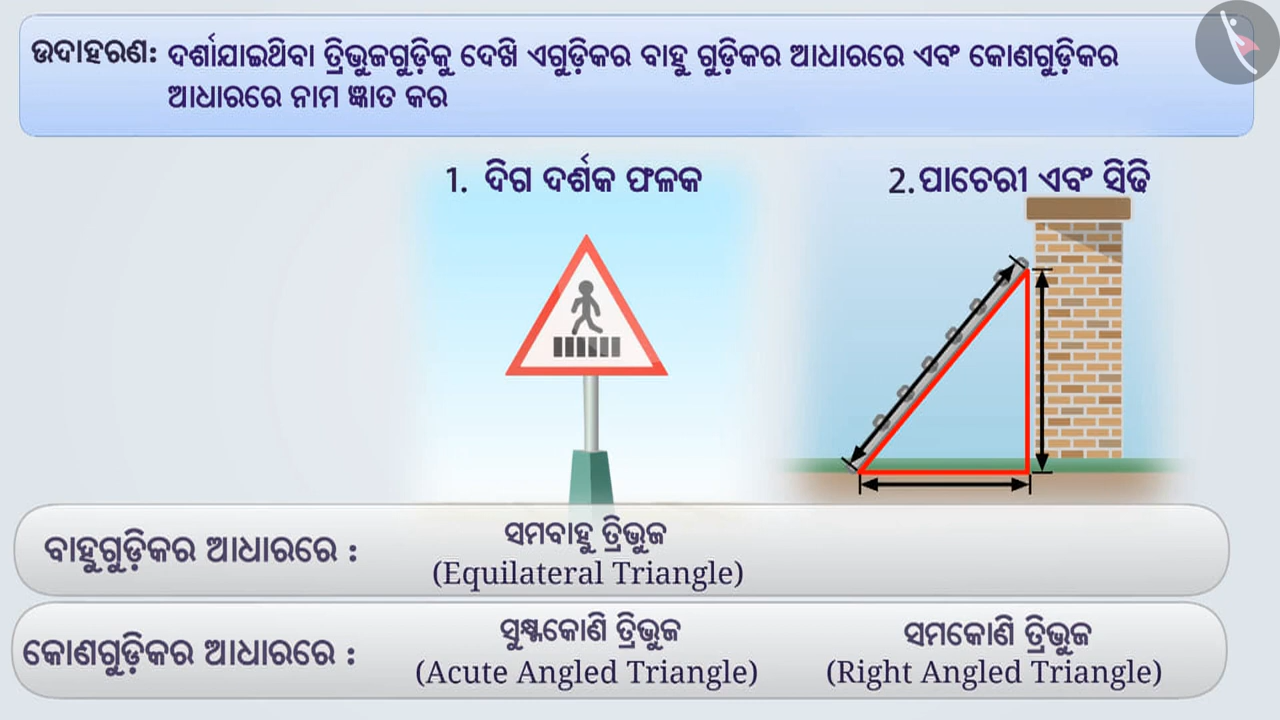 ଉଦାହରଣ: ଦର୍ଶାଯାଇଥିବା ତ୍ରିଭୁଜଗୁଡ଼ିକୁ ଦେଖି ଏଗୁଡ଼ିକର ବାହୁ ଗୁଡ଼ିକର ଆଧାରରେ ଏବଂ କୋଣଗୁଡ଼ିକର
ଆଧାରରେ ନାମ ଜ୍ଞାତ କର
1. ଦିଗ ଦର୍ଶକ ଫଳକ
2.ପାଚେରୀ ଏବଂ ସିଢି
ବାହୁଗୁଡ଼ିକର ଆଧାରରେ :
ସମବାହୁ ତ୍ରିଭୁଜ
(Equilateral Triangle)
କୋଣଗୁଡ଼ିକର ଆଧାରରେ :
ସୁକ୍ଷ୍ମକୋଣି ତ୍ରିଭୁଜ
(Acute Angled Triangle)
ସମକୋଣି ତ୍ରିଭୁଜ
(Right Angled Triangle)